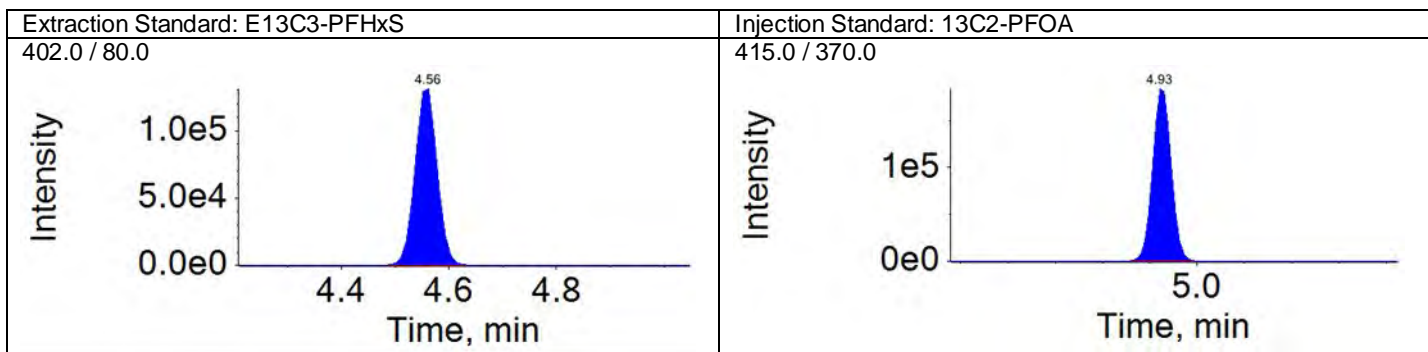 Extraction Standard: E13C3-PFHxS
402.0 / 80.0
4.56
Intensity
1.0e5
5.0e4
0.0e0
4.4 4.6 4.8
Time, min
Injection Standard: 13C2-PFOA
415.0 / 370.0
4.93
Intensity
1e5
0e0
5.0
Time, min